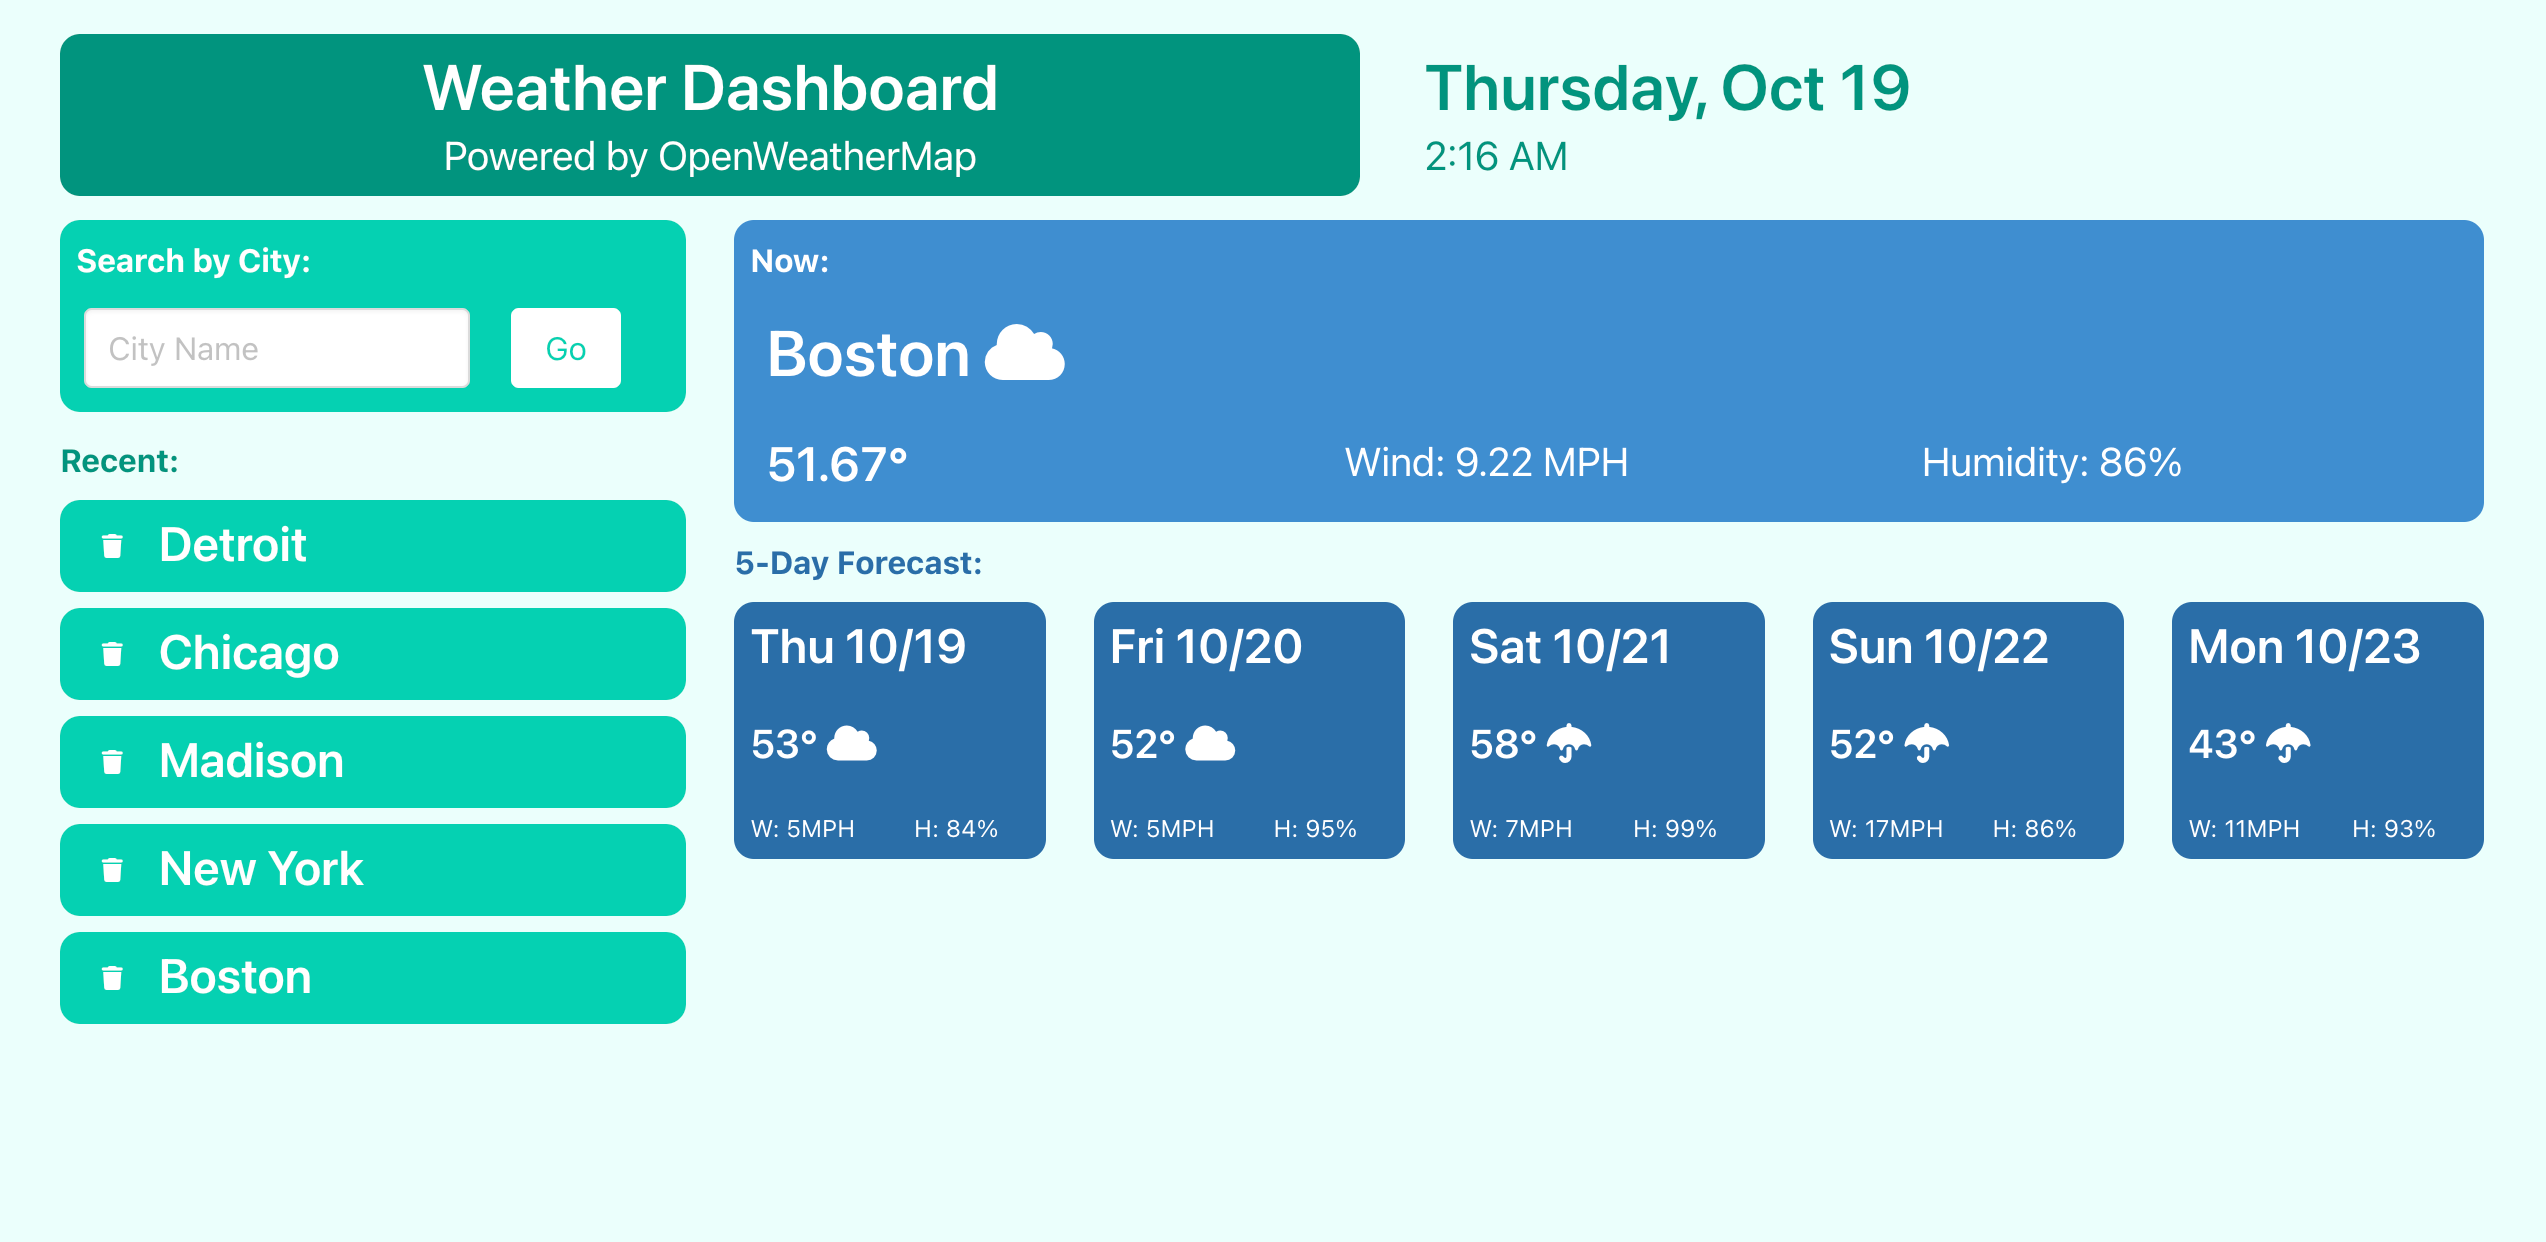 Weather Dashboard
Powered by OpenWeatherMap
Thursday, Oct 19
2:16 AM
Search by City:
City Name
Go
Recent:
Detroit
Chicago
Madison
New York
Boston
Now:
Boston
51.67°
Wind: 9.22 MPH
Humidity: 86%
5-Day Forecast:
Thu 10/19
53°
W: 5MPH H: 84%
Fri 10/20
52°
W: 5MPH H: 95%
Sat 10/21
58°
W: 7MPH H: 99%
Sun 10/22
52°
W: 17MPH H: 86%
Mon 10/23
43°
W: 11MPH H: 93%